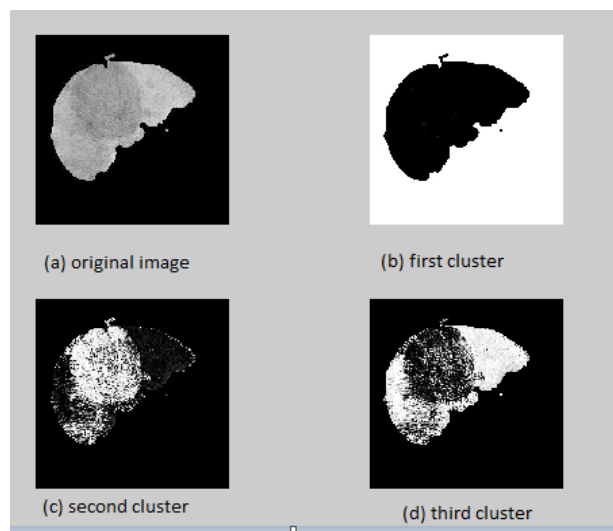 (a) original image
(b) first cluster
(c) second cluster
(d) third cluster